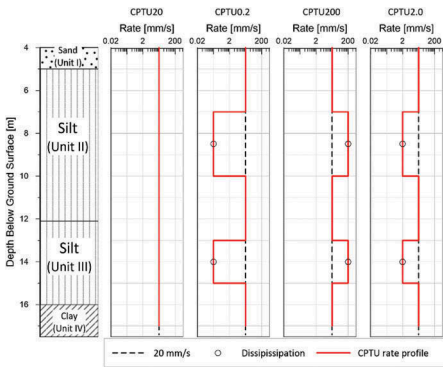 CPTU20 CPTU0.2 CPTU200 CPTU2.0
Rate [mm/s] Rate [mm/s] Rate [mm/s] Rate [mm/s]
0.02 2 200 0.02 2 200 0.02 2 200 0.02 2 200
Depth Below Ground Surface [m]
4
6
8
10
12
14
16
Sand
(Unit I)
Silt
(Unit II)
Silt
(Unit III)
Clay
(Unit IV)
20 mm/s Dissipissation CPTU rate profile